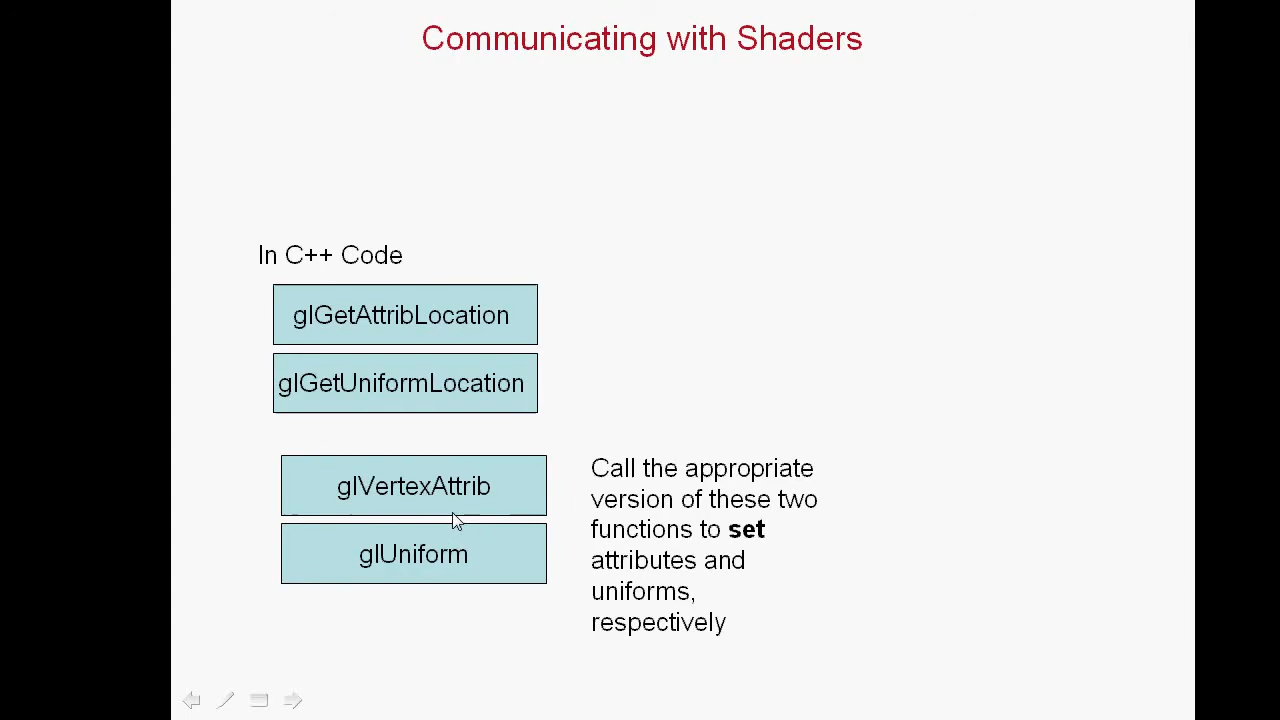 Communicating with Shaders
In C++ Code
glGetAttribLocation
glGetUniformLocation
glVertexAttrib
glUniform
Call the appropriate
version of these two
functions to set
attributes and
uniforms,
respectively